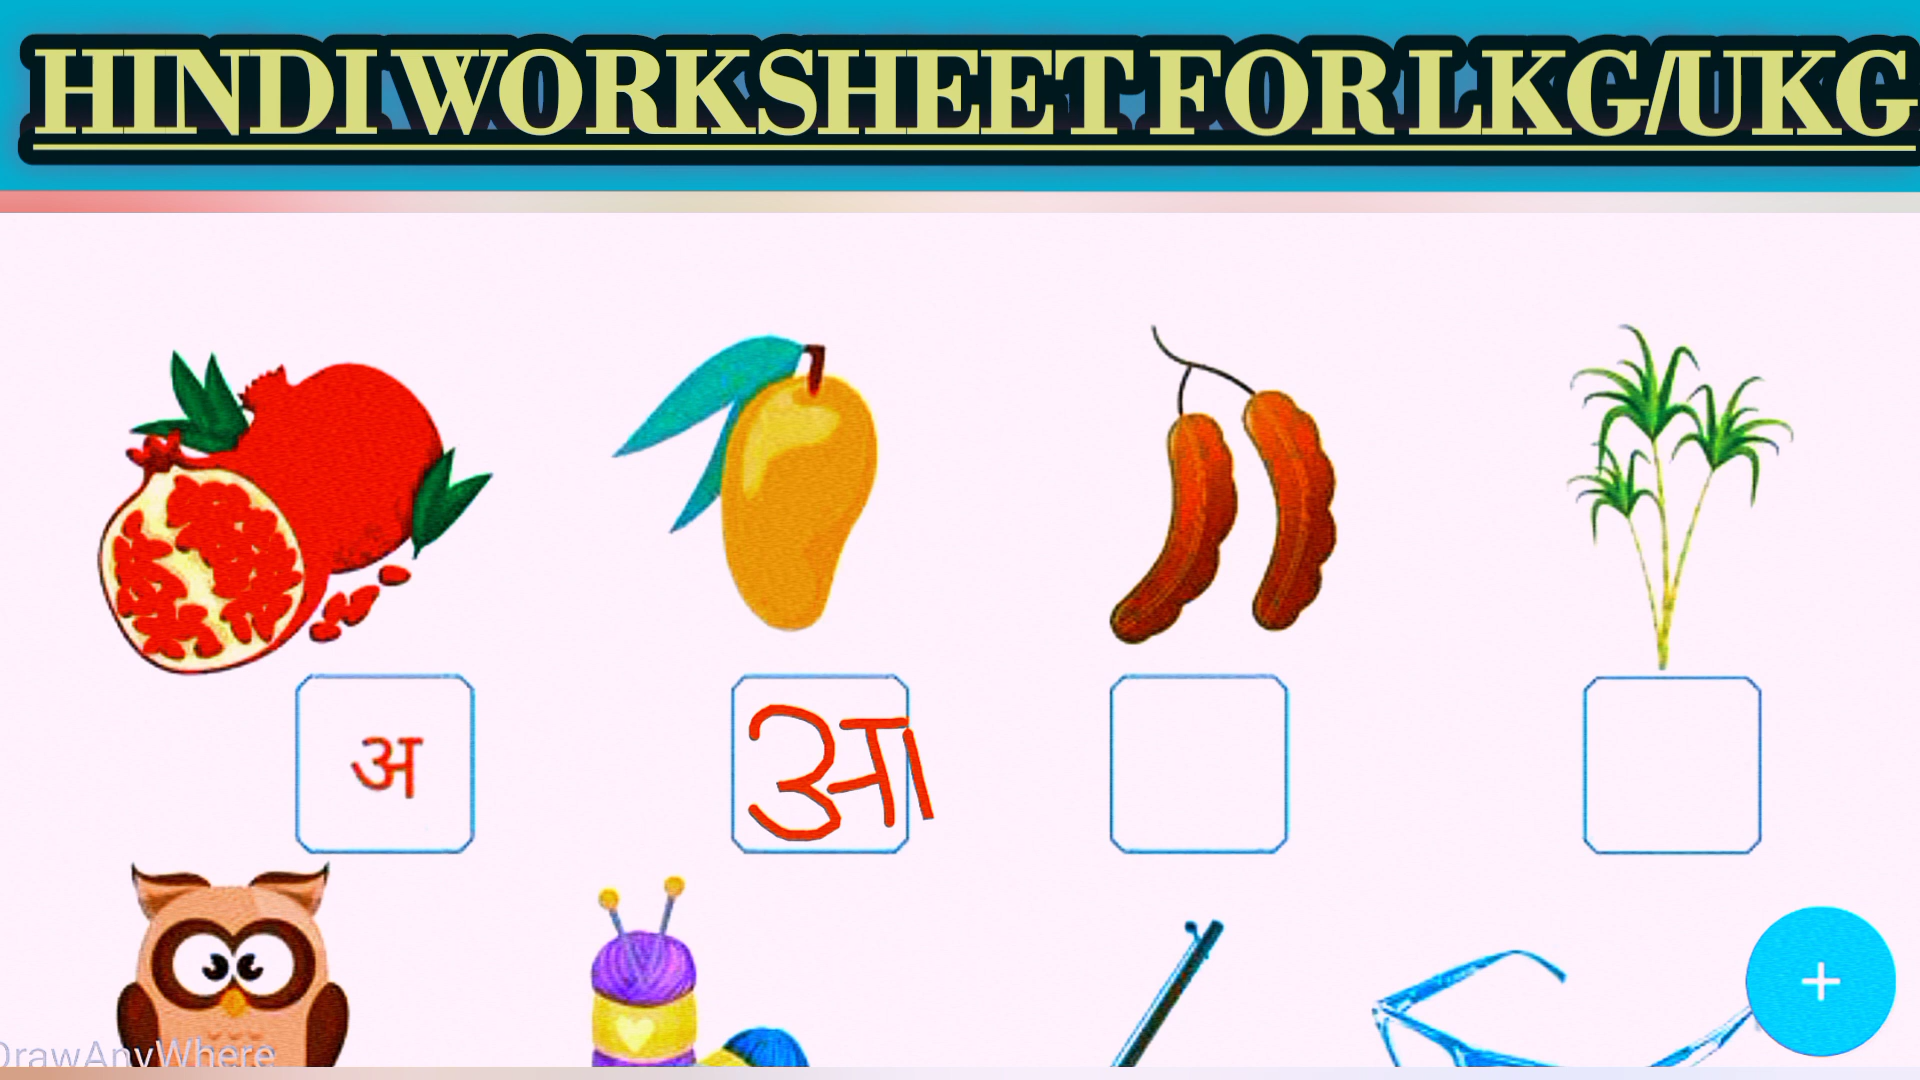 HINDI WORKSHEET FOR LKG/UKG
अ आ
+
DrawAnyWhere